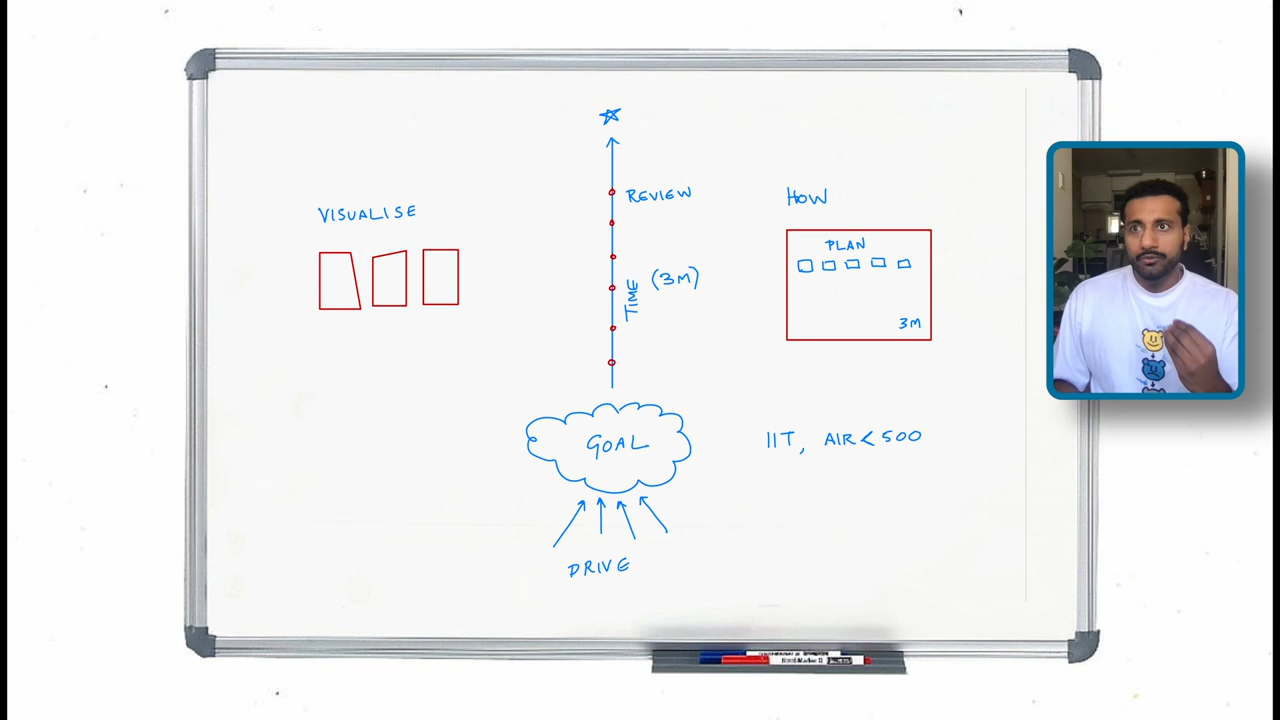 VISUALISE
REVIEW
TIME
(3M)
HOW
PLAN
3M
GOAL
IIT, AIR < 500
DRIVE